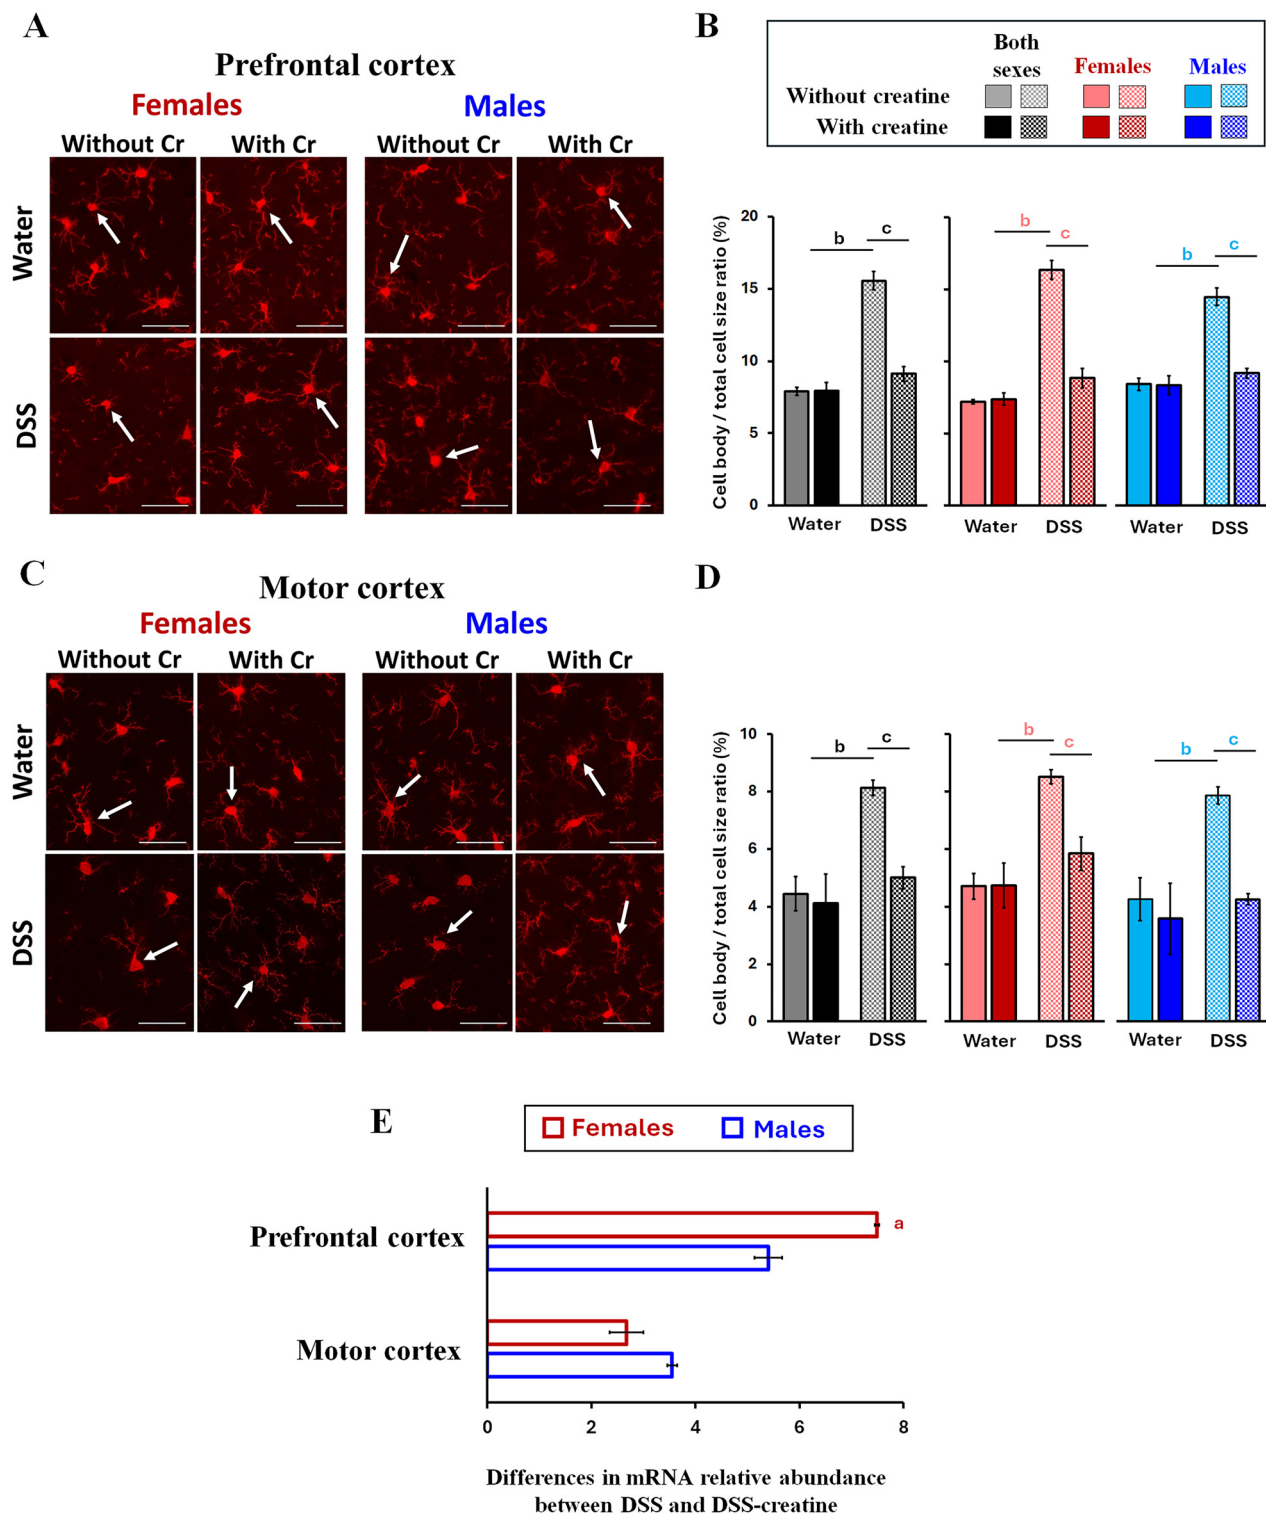 A
Prefrontal cortex
Females Males
Without Cr With Cr Without Cr With Cr
Water
DSS
B
Both
sexes Females Males
Without creatine
With creatine
Cell body / total cell size ratio (%)
20
15
10
5
0
b c b c b c
Water DSS Water DSS Water DSS
C
Motor cortex
Females Males
Without Cr With Cr Without Cr With Cr
Water
DSS
D
Cell body / total cell size ratio (%)
10
8
6
4
2
0
b c b c b c
Water DSS Water DSS Water DSS
E
Females Males
Prefrontal cortex
a
Motor cortex
0 2 4 6 8
Differences in mRNA relative abundance
between DSS and DSS-creatine